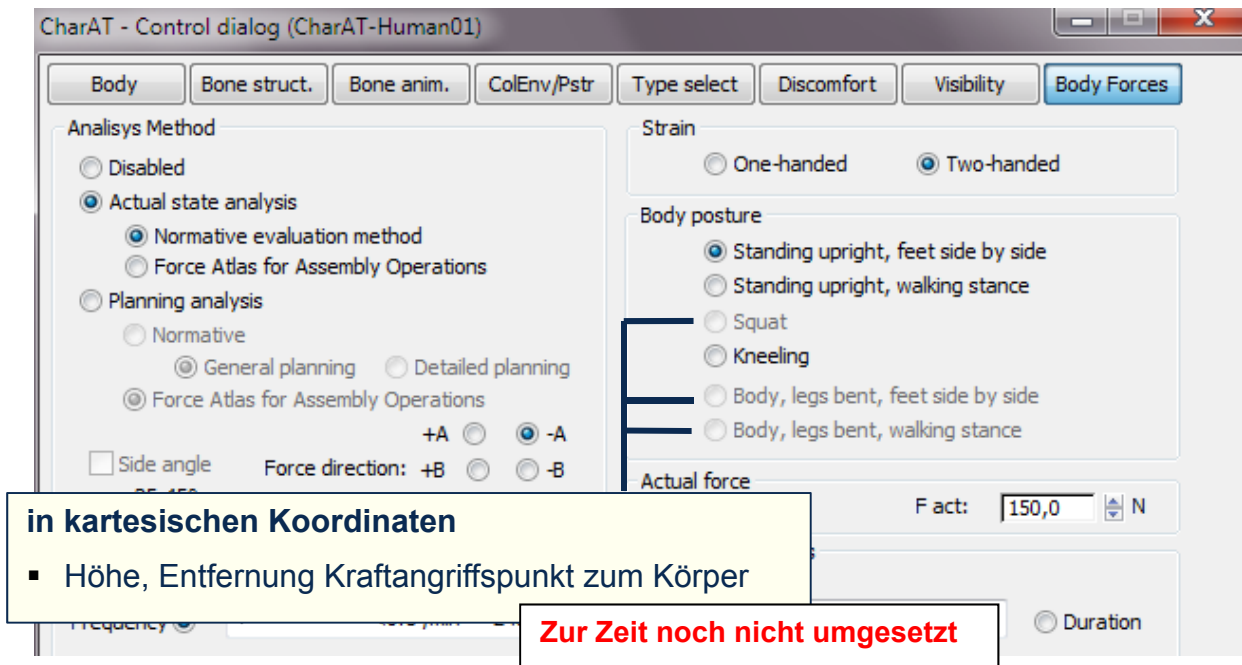 CharAT - Control dialog (CharAT-Human01)
Body Bone struct. Bone anim. ColEnv/Pstr Type select Discomfort Visibility Body Forces
Analisys Method
Disabled
Actual state analysis
Normative evaluation method
Force Atlas for Assembly Operations
Planning analysis
Normative
General planning Detailed planning
Force Atlas for Assembly Operations
+A -A
Side angle Force direction: +B -B
Strain
One-handed Two-handed
Body posture
Standing upright, feet side by side
Standing upright, walking stance
Squat
Kneeling
Body, legs bent, feet side by side
Body, legs bent, walking stance
Actual force
F act: 150,0 N
in kartesischen Koordinaten
▪ Höhe, Entfernung Kraftangriffspunkt zum Körper
Frequency Duration
Zur Zeit noch nicht umgesetzt